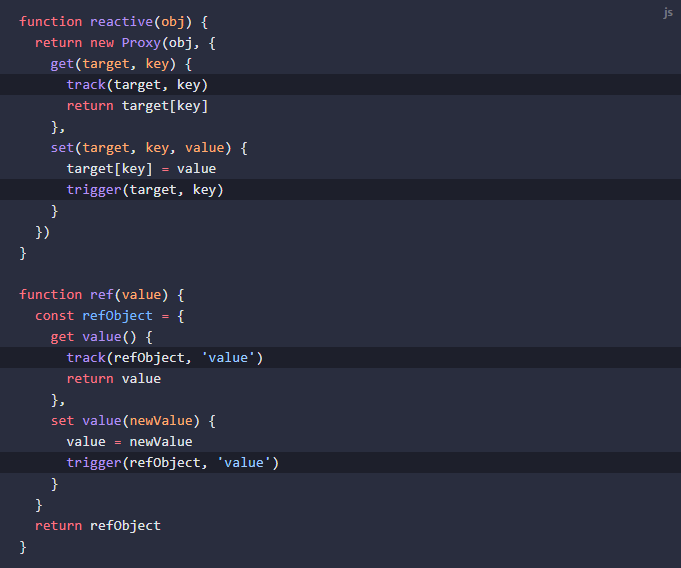 js
function reactive(obj) {
  return new Proxy(obj, {
    get(target, key) {
      track(target, key)
      return target[key]
    },
    set(target, key, value) {
      target[key] = value
      trigger(target, key)
    }
  })
}

function ref(value) {
  const refObject = {
    get value() {
      track(refObject, 'value')
      return value
    },
    set value(newValue) {
      value = newValue
      trigger(refObject, 'value')
    }
  }
  return refObject
}